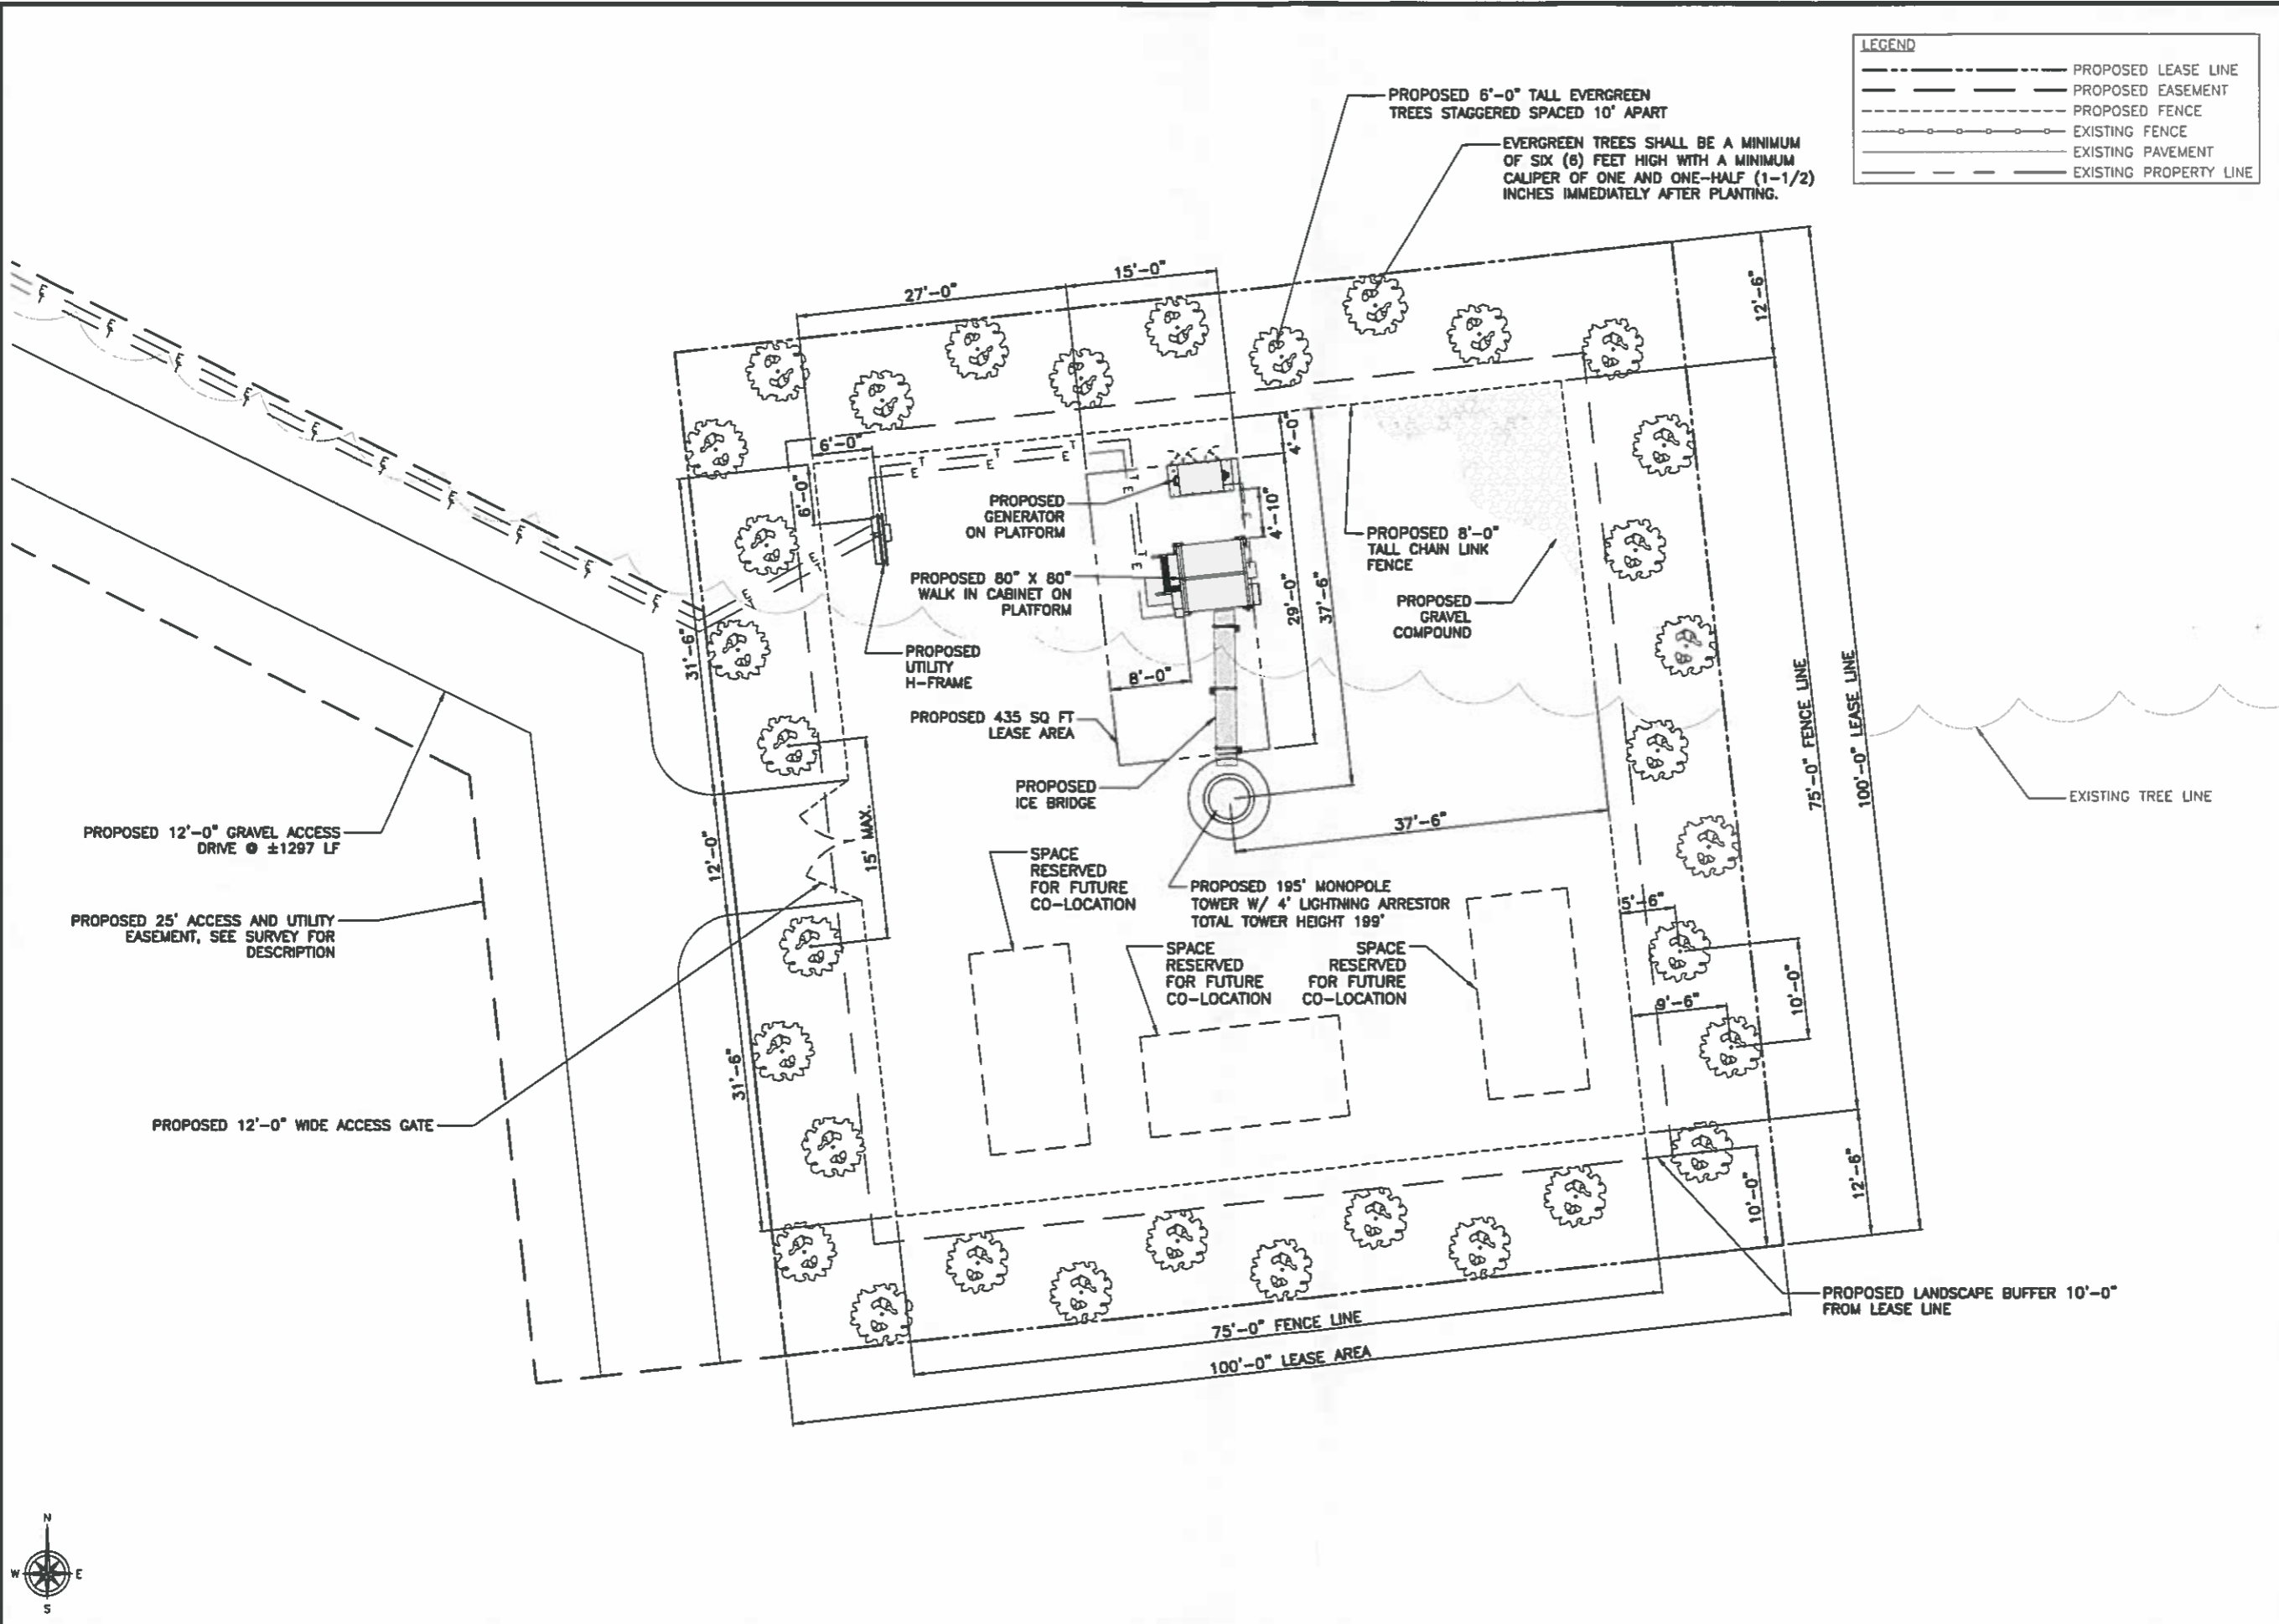 LEGEND
PROPOSED LEASE LINE
PROPOSED EASEMENT
PROPOSED FENCE
EXISTING FENCE
EXISTING PAVEMENT
EXISTING PROPERTY LINE
PROPOSED 6'-0" TALL EVERGREEN
TREES STAGGERED SPACED 10' APART
EVERGREEN TREES SHALL BE A MINIMUM
OF SIX (6) FEET HIGH WITH A MINIMUM
CALIPER OF ONE AND ONE-HALF (1-1/2)
INCHES IMMEDIATELY AFTER PLANTING.
27'-0"
15'-0"
12'-6"
6'-0"
6'-0"
4'-0"
4'-10"
29'-0"
37'-6"
PROPOSED
GENERATOR
ON PLATFORM
PROPOSED 80" X 80"
WALK IN CABINET ON
PLATFORM
PROPOSED 8'-0"
TALL CHAIN LINK
FENCE
PROPOSED
GRAVEL
COMPOUND
PROPOSED
UTILITY
H-FRAME
8'-0"
31'-6"
PROPOSED 435 SQ FT
LEASE AREA
PROPOSED
ICE BRIDGE
75'-0" FENCE LINE
100'-0" LEASE LINE
EXISTING TREE LINE
PROPOSED 12'-0" GRAVEL ACCESS
DRIVE @ ±1297 LF
12'-0"
15' MAX.
37'-6"
SPACE
RESERVED
FOR FUTURE
CO-LOCATION
PROPOSED 195' MONOPOLE
TOWER W/ 4' LIGHTNING ARRESTOR
TOTAL TOWER HEIGHT 199'
PROPOSED 25' ACCESS AND UTILITY
EASEMENT, SEE SURVEY FOR
DESCRIPTION
SPACE
RESERVED
FOR FUTURE
CO-LOCATION
SPACE
RESERVED
FOR FUTURE
CO-LOCATION
5'-6"
9'-6"
10'-0"
31'-6"
PROPOSED 12'-0" WIDE ACCESS GATE
10'-0"
12'-6"
PROPOSED LANDSCAPE BUFFER 10'-0"
FROM LEASE LINE
75'-0" FENCE LINE
100'-0" LEASE AREA
N
W
E
S